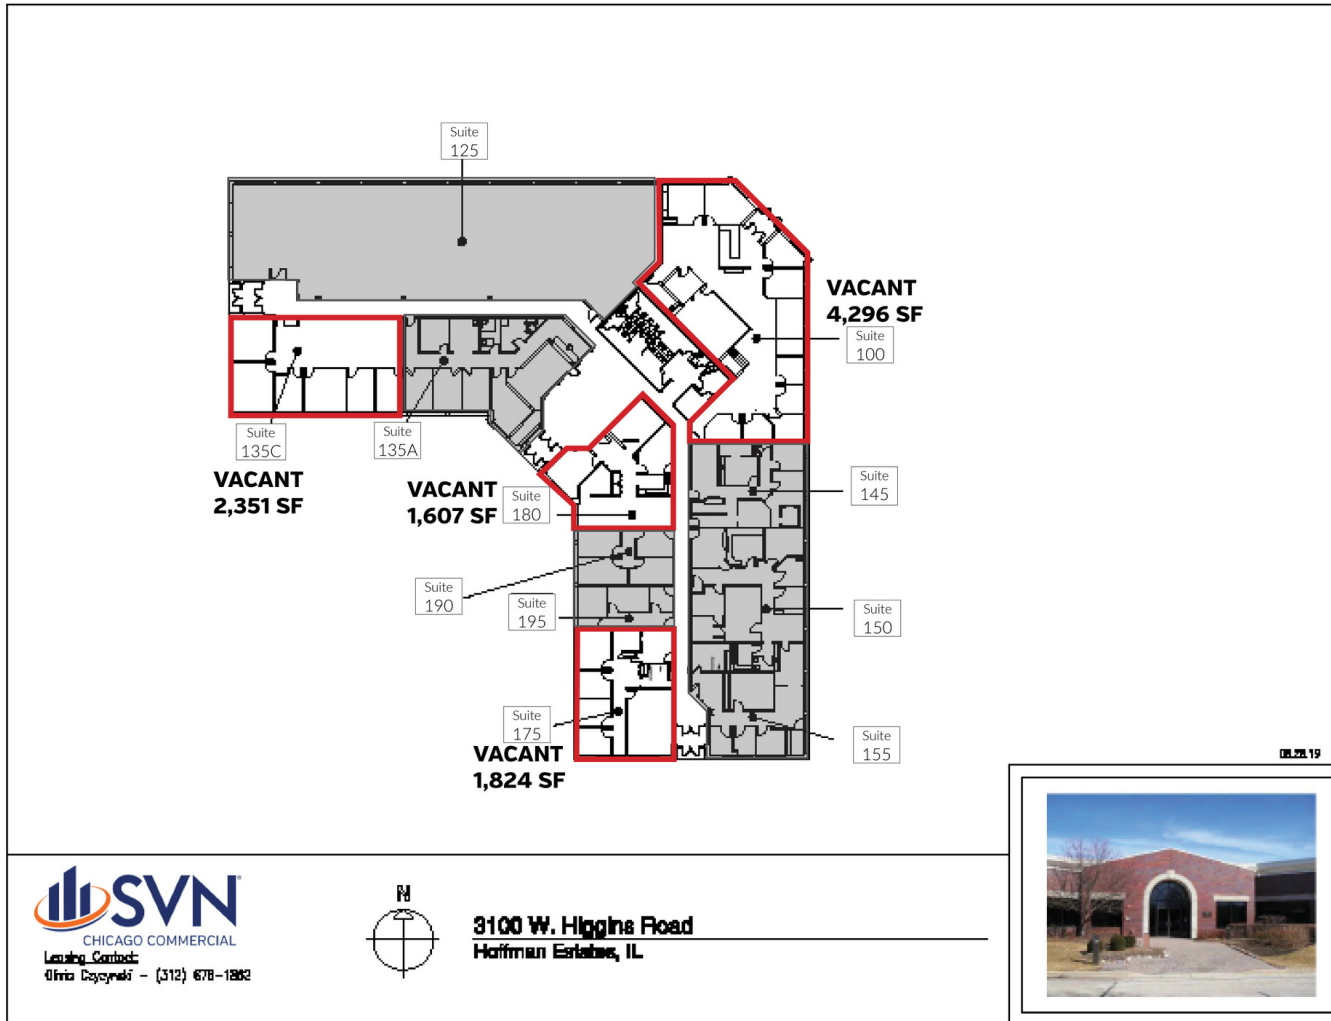 Suite
125
VACANT
4,296 SF
Suite
100
Suite
135C
VACANT
2,351 SF
Suite
135A
VACANT
1,607 SF
Suite
180
Suite
145
Suite
190
Suite
195
Suite
150
Suite
175
VACANT
1,824 SF
Suite
155
SVN
CHICAGO COMMERCIAL
Leasing Contact:
N
3100 W. Higgins Road
Hoffman Estates, IL